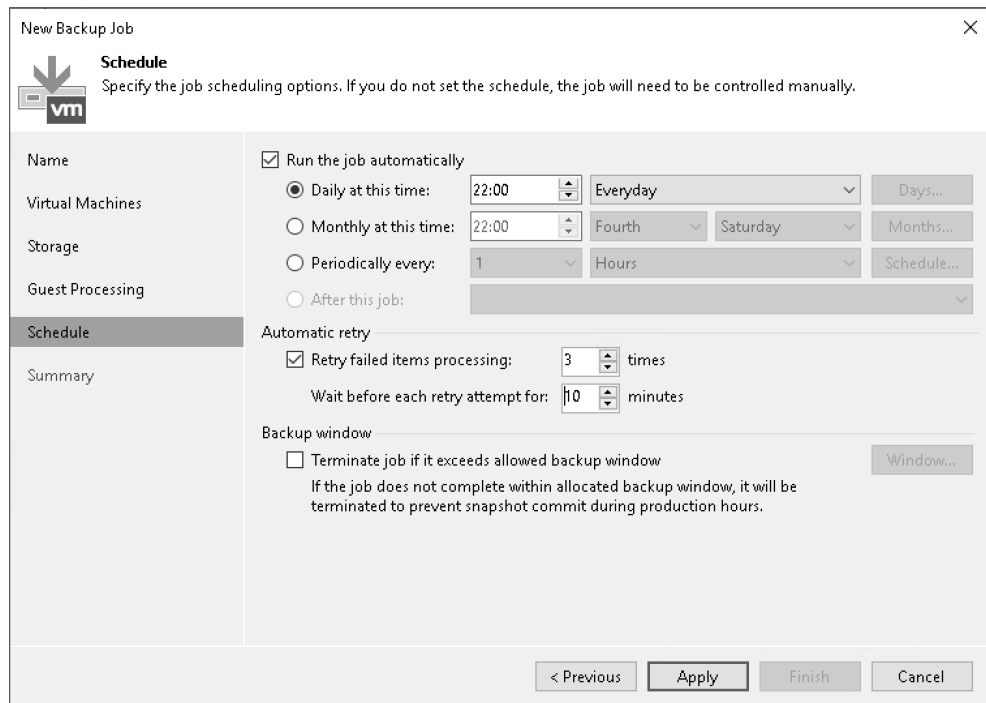 New Backup Job
Schedule
Specify the job scheduling options. If you do not set the schedule, the job will need to be controlled manually.
vm
Name
Virtual Machines
Storage
Guest Processing
Schedule
Summary
Run the job automatically
Daily at this time: 22:00 Everyday Days...
Monthly at this time: 22:00 Fourth Saturday Months...
Periodically every: 1 Hours Schedule...
After this job:
Automatic retry
Retry failed items processing: 3 times
Wait before each retry attempt for: 10 minutes
Backup window
Terminate job if it exceeds allowed backup window Window...
If the job does not complete within allocated backup window, it will be
terminated to prevent snapshot commit during production hours.
< Previous Apply Finish Cancel